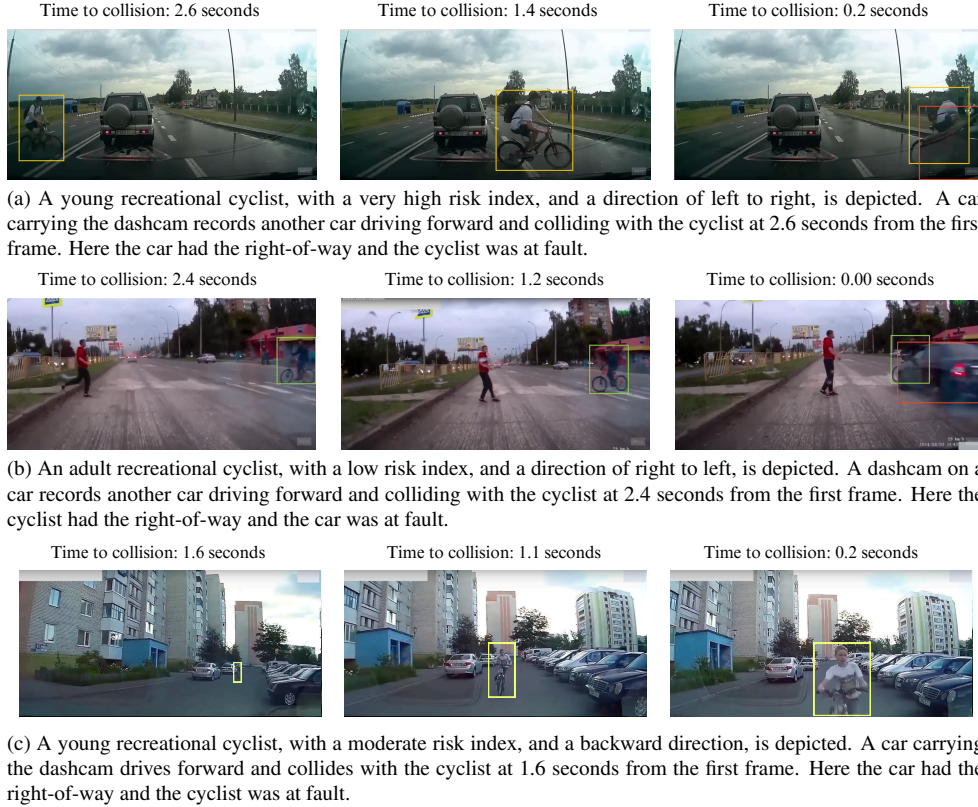 Time to collision: 2.6 seconds Time to collision: 1.4 seconds Time to collision: 0.2 seconds
(a) A young recreational cyclist, with a very high risk index, and a direction of left to right, is depicted. A car
carrying the dashcam records another car driving forward and colliding with the cyclist at 2.6 seconds from the first
frame. Here the car had the right-of-way and the cyclist was at fault.
Time to collision: 2.4 seconds Time to collision: 1.2 seconds Time to collision: 0.00 seconds
(b) An adult recreational cyclist, with a low risk index, and a direction of right to left, is depicted. A dashcam on a
car records another car driving forward and colliding with the cyclist at 2.4 seconds from the first frame. Here the
cyclist had the right-of-way and the car was at fault.
Time to collision: 1.6 seconds Time to collision: 1.1 seconds Time to collision: 0.2 seconds
(c) A young recreational cyclist, with a moderate risk index, and a backward direction, is depicted. A car carrying
the dashcam drives forward and collides with the cyclist at 1.6 seconds from the first frame. Here the car had the
right-of-way and the cyclist was at fault.